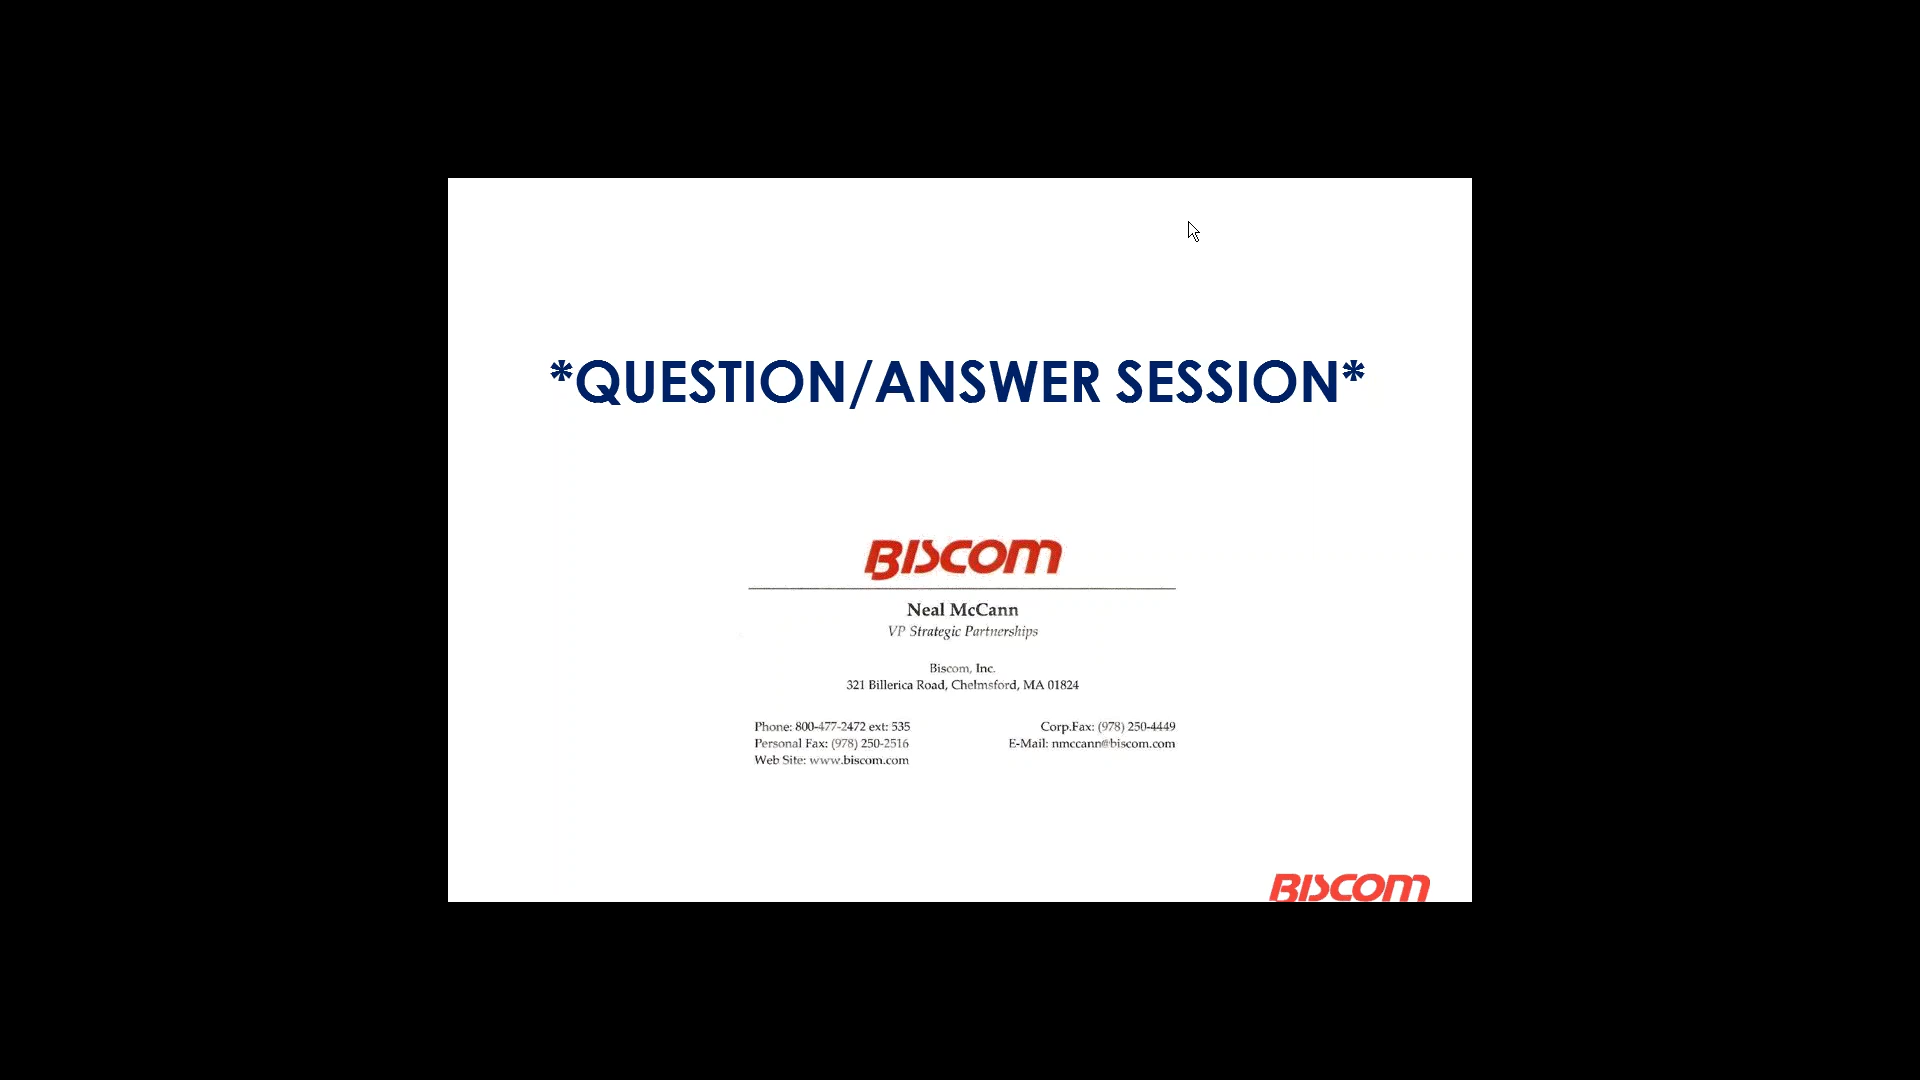 *QUESTION/ANSWER SESSION*
BISCOM
Neal McCann
VP Strategic Partnerships
Biscom, Inc.
321 Billerica Road, Chelmsford, MA 01824
Phone: 800-477-2472 ext: 535
Corp.Fax: (978) 250-4449
Personal Fax: (978) 250-2516
E-Mail: nmccann@biscom.com
Web Site: www.biscom.com
BISCOM